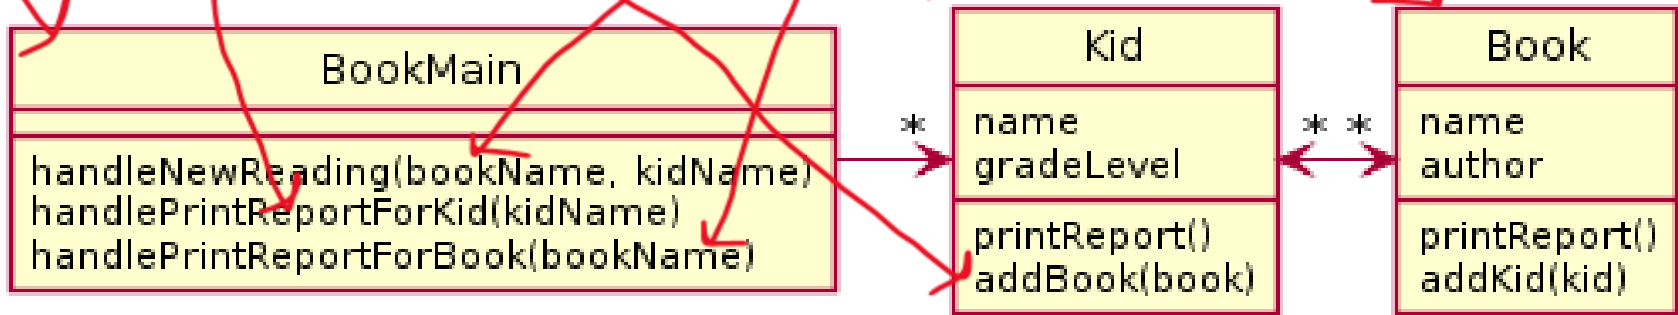 BookMain
handleNewReading(bookName, kidName)
handlePrintReportForKid(kidName)
handlePrintReportForBook(bookName)
*
Kid
name
gradeLevel
printReport()
addBook(book)
* *
Book
name
author
printReport()
addKid(kid)